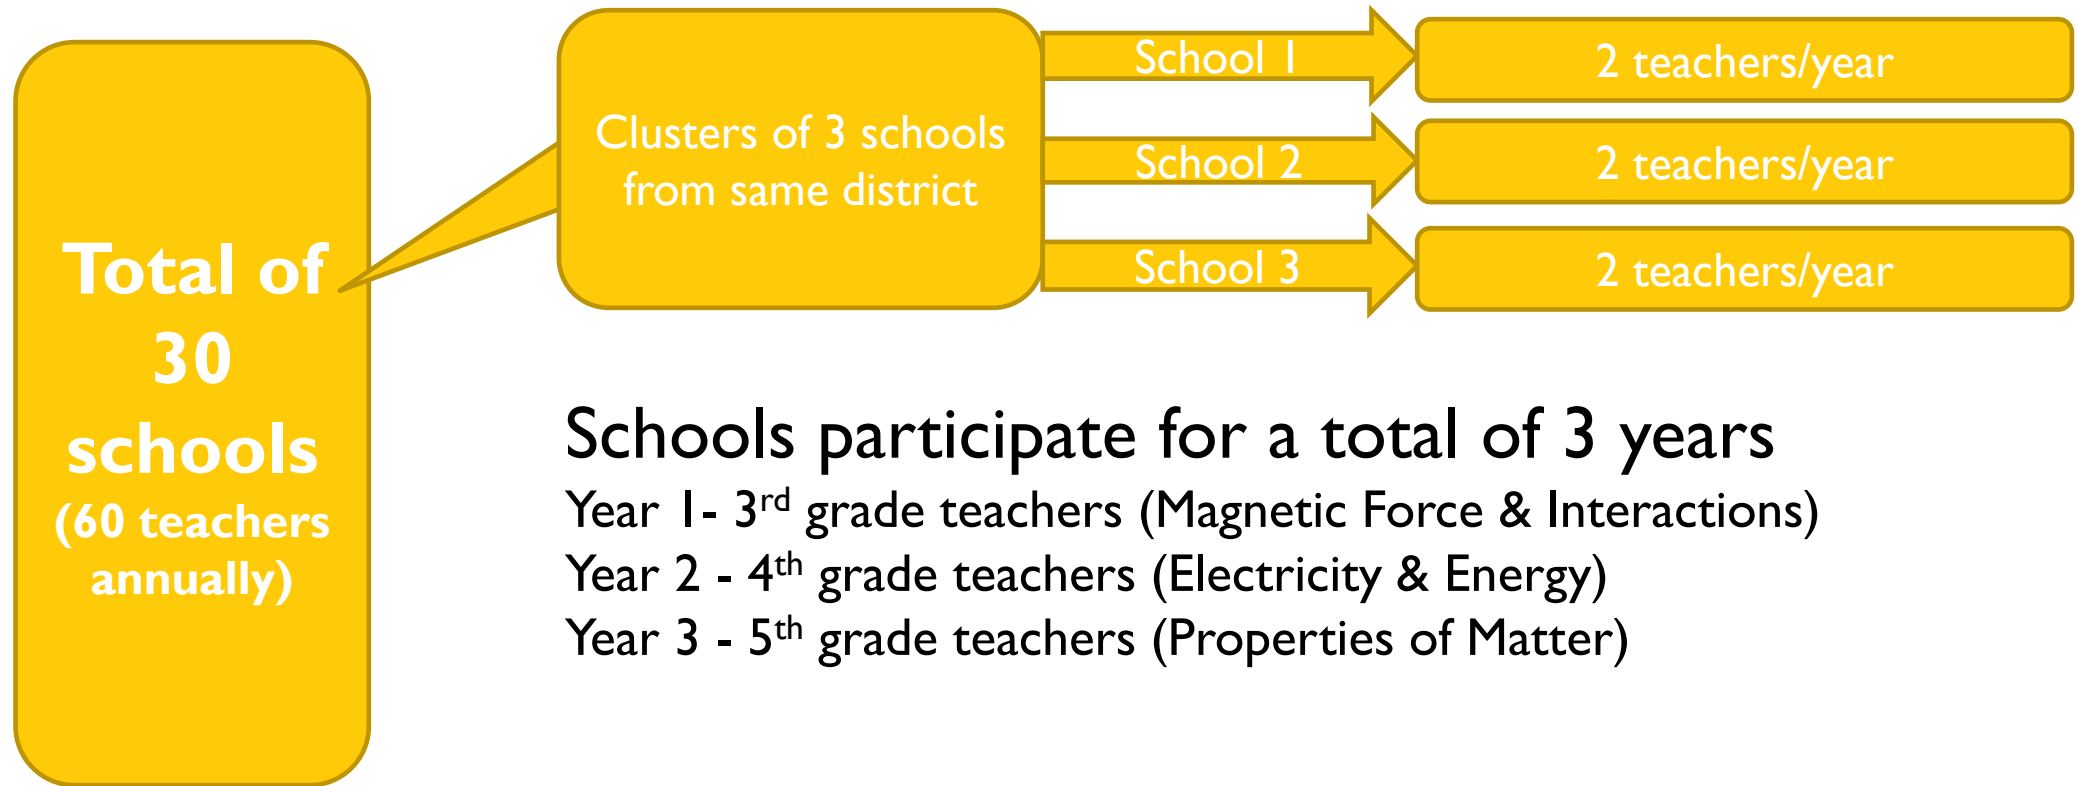 Total of
30
schools
(60 teachers
annually)
Clusters of 3 schools
from same district
School 1
2 teachers/year
School 2
2 teachers/year
School 3
2 teachers/year
Schools participate for a total of 3 years
Year 1- 3rd grade teachers (Magnetic Force & Interactions)
Year 2 - 4th grade teachers (Electricity & Energy)
Year 3 - 5th grade teachers (Properties of Matter)